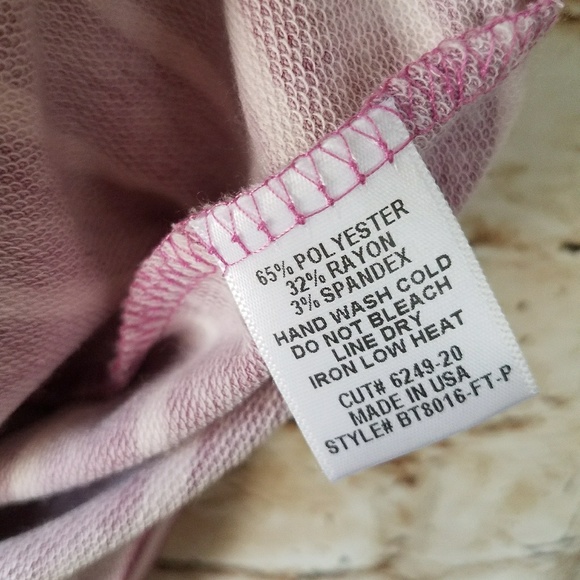 65% POLYESTER
32% RAYON
3% SPANDEX
HAND WASH COLD
DO NOT BLEACH
LINE DRY
IRON LOW HEAT
CUT# 6249-20
MADE IN USA
STYLE# BT8016-FT-P